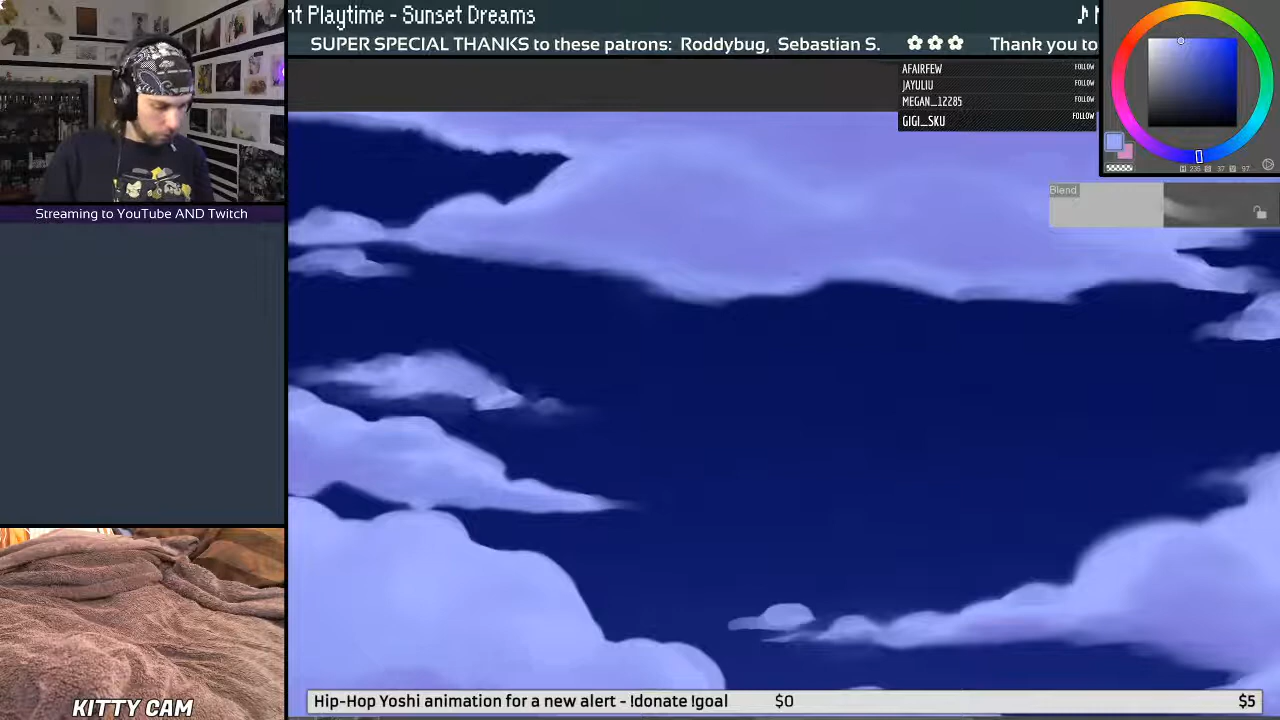 nt Playtime - Sunset Dreams
SUPER SPECIAL THANKS to these patrons: Roddybug, Sebastian S. ✿ ✿ ✿ Thank you to
AFAIRFEW FOLLOW
JAYULIU FOLLOW
MEGAN_12285 FOLLOW
GIGI_SKU FOLLOW
Blend
Streaming to YouTube AND Twitch
KITTY CAM
Hip-Hop Yoshi animation for a new alert - !donate !goal $0 $5